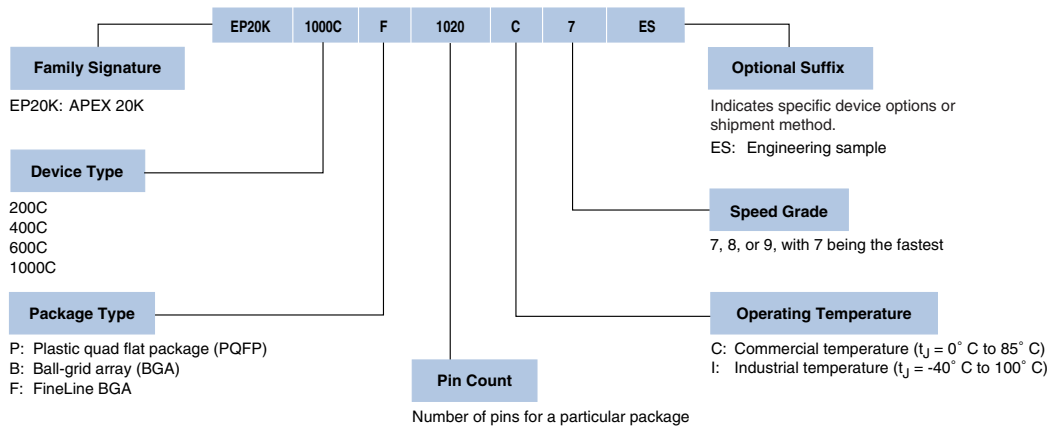 EP20K 1000C F 1020 C 7 ES
Family Signature
EP20K: APEX 20K
Device Type
200C
400C
600C
1000C
Package Type
P: Plastic quad flat package (PQFP)
B: Ball-grid array (BGA)
F: FineLine BGA
Pin Count
Number of pins for a particular package
Optional Suffix
Indicates specific device options or
shipment method.
ES: Engineering sample
Speed Grade
7, 8, or 9, with 7 being the fastest
Operating Temperature
C: Commercial temperature (tJ = 0° C to 85° C)
I: Industrial temperature (tJ = -40° C to 100° C)